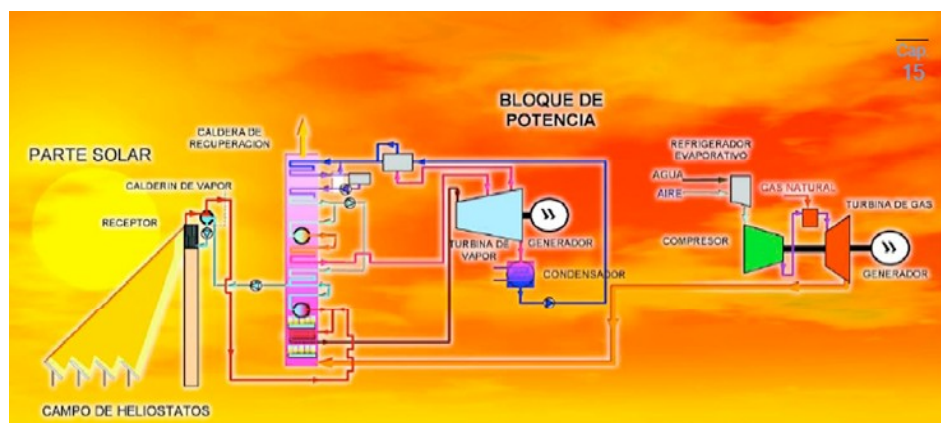 Cap.
15
BLOQUE DE
POTENCIA
CALDERA DE
RECUPERACION
PARTE SOLAR
REFRIGERADOR
EVAPORATIVO
CALDERIN DE VAPOR
AGUA
AIRE
GAS NATURAL
TURBINA DE GAS
RECEPTOR
COMPRESOR
TURBINA DE
VAPOR
GENERADOR
GENERADOR
CONDENSADOR
CAMPO DE HELIOSTATOS